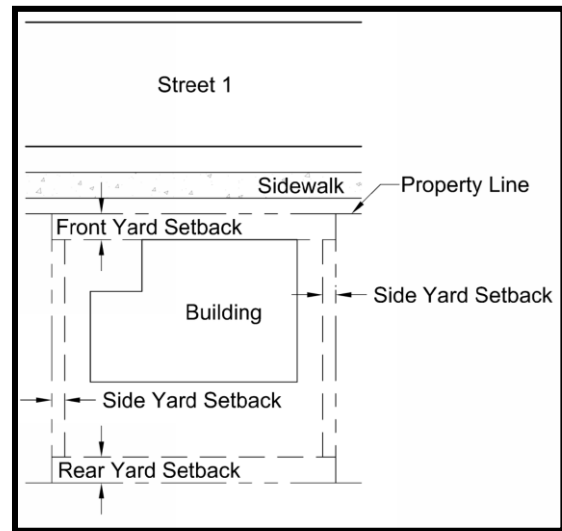 Street 1
Sidewalk
Property Line
Front Yard Setback
Side Yard Setback
Building
Side Yard Setback
Rear Yard Setback